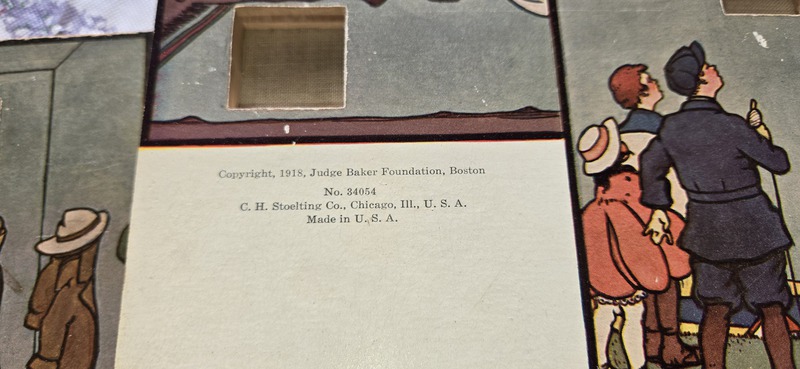 Copyright, 1918, Judge Baker Foundation, Boston
No. 34054
C. H. Stoelting Co., Chicago, Ill., U. S. A.
Made in U. S. A.